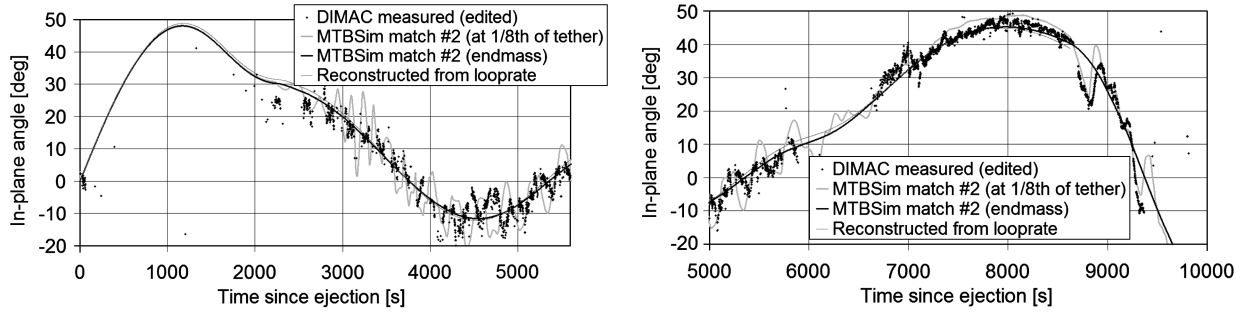 50
40
30
20
10
0
-10
-20
In-plane angle [deg]
0 1000 2000 3000 4000 5000
Time since ejection [s]
DIMAC measured (edited)
MTBSim match #2 (at 1/8th of tether)
MTBSim match #2 (endmass)
Reconstructed from looprate
50
40
30
20
10
0
-10
-20
In-plane angle [deg]
5000 6000 7000 8000 9000 10000
Time since ejection [s]
DIMAC measured (edited)
MTBSim match #2 (at 1/8th of tether)
MTBSim match #2 (endmass)
Reconstructed from looprate